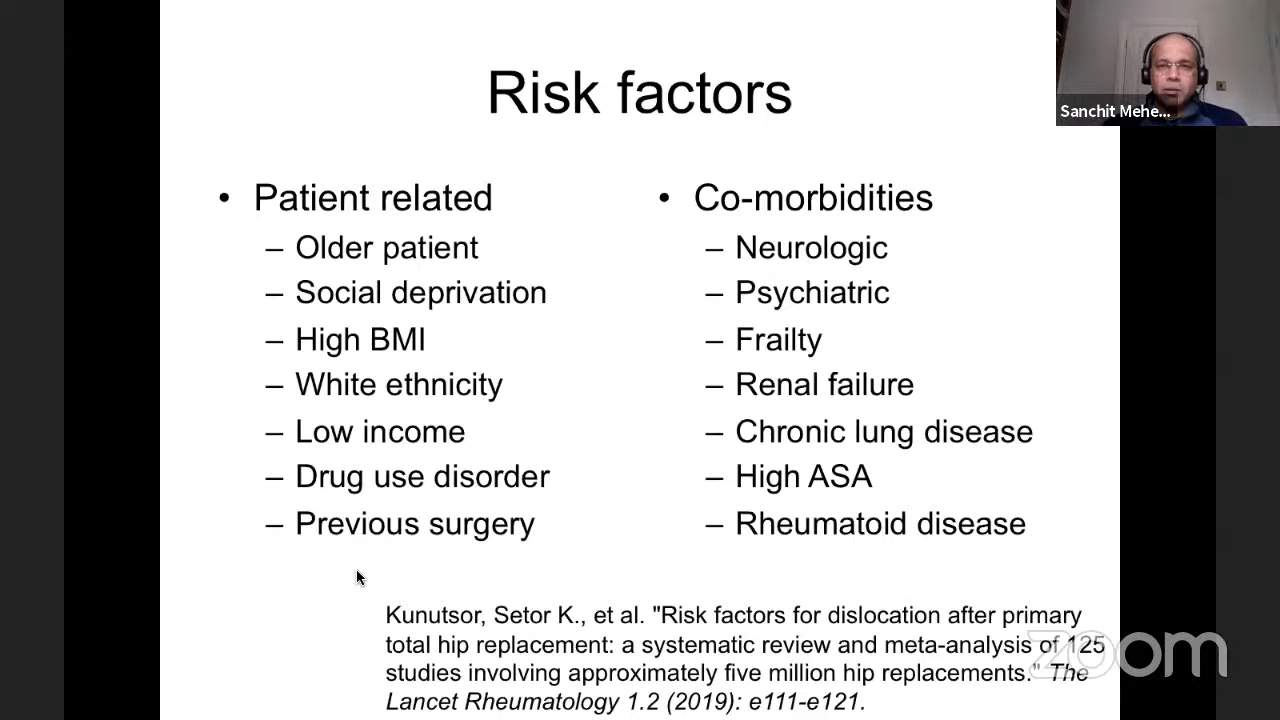 Risk factors
Sanchit Mehe...
• Patient related
– Older patient
– Social deprivation
– High BMI
– White ethnicity
– Low income
– Drug use disorder
– Previous surgery
• Co-morbidities
– Neurologic
– Psychiatric
– Frailty
– Renal failure
– Chronic lung disease
– High ASA
– Rheumatoid disease
Kunutsor, Setor K., et al. "Risk factors for dislocation after primary
total hip replacement: a systematic review and meta-analysis of 125
studies involving approximately five million hip replacements." The
Lancet Rheumatology 1.2 (2019): e111-e121.
zoom